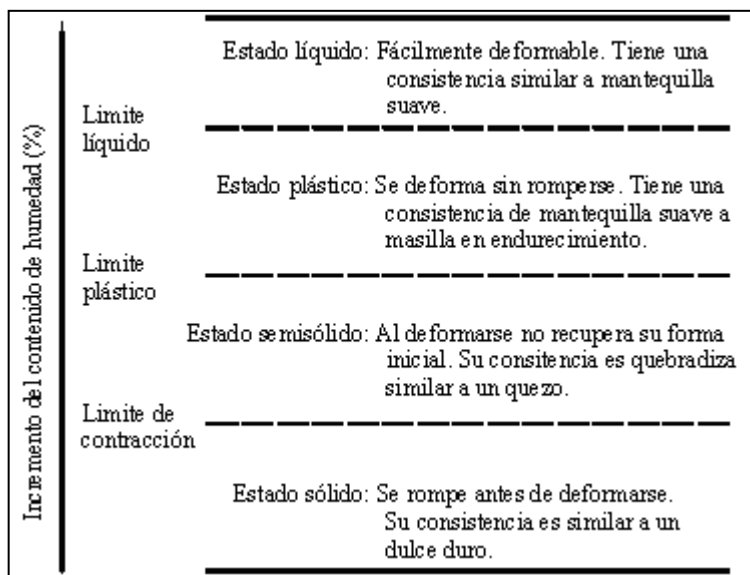 Incremento del contenido de humedad (%)
Estado líquido: Fácilmente deformable. Tiene una
consistencia similar a mantequilla
suave.
Limite
líquido
Estado plástico: Se deforma sin romperse. Tiene una
consistencia de mantequilla suave a
masilla en endurecimiento.
Limite
plástico
Estado semisólido: Al deformarse no recupera su forma
inicial. Su consitencia es quebradiza
similar a un quezo.
Limite de
contracción
Estado sólido: Se rompe antes de deformarse.
Su consistencia es similar a un
dulce duro.